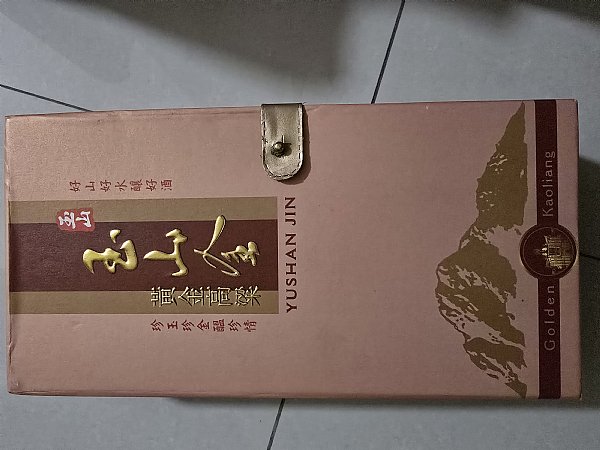 好山好水釀好酒
玉山
玉山金
黃金高粱
珍玉珍金醞珍情
YUSHAN JIN
Golden Kaoliang